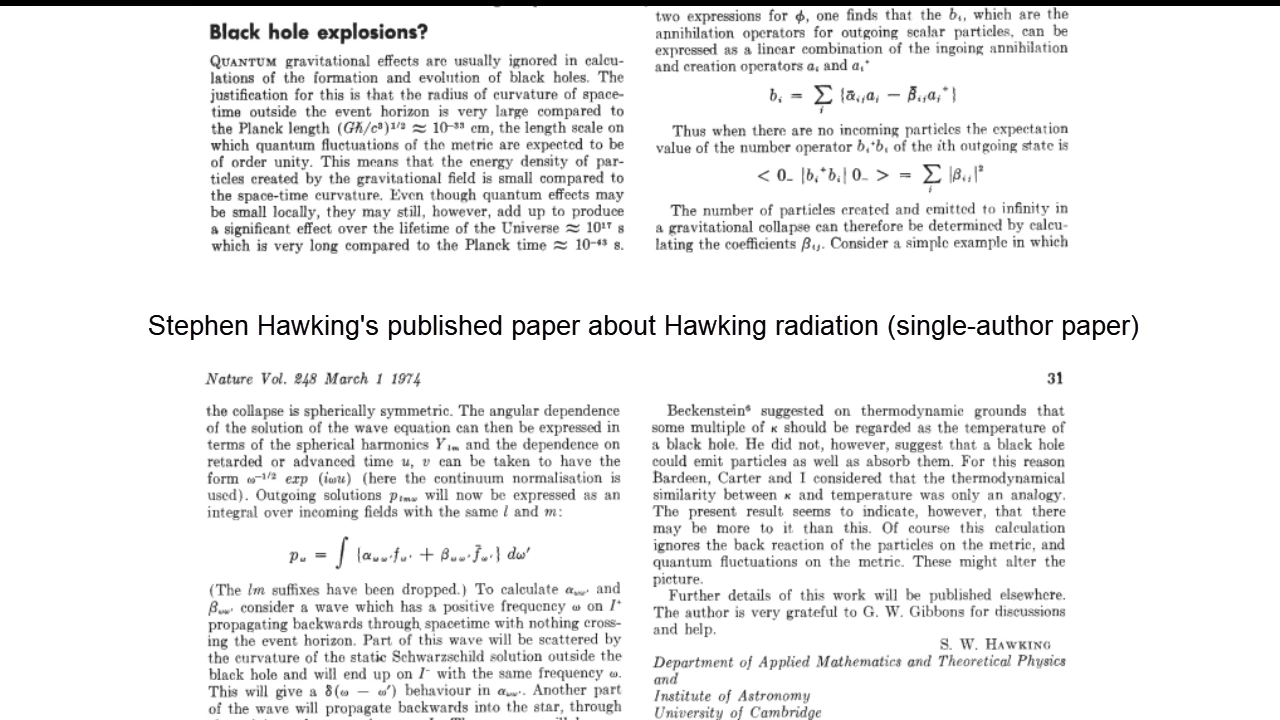 Black hole explosions?
QUANTUM gravitational effects are usually ignored in calcu-
lations of the formation and evolution of black holes. The
justification for this is that the radius of curvature of space-
time outside the event horizon is very large compared to
the Planck length (Għ/c³)¹/² ≈ 10⁻³³ cm, the length scale on
which quantum fluctuations of the metric are expected to be
of order unity. This means that the energy density of par-
ticles created by the gravitational field is small compared to
the space-time curvature. Even though quantum effects may
be small locally, they may still, however, add up to produce
a significant effect over the lifetime of the Universe ≈ 10¹⁷ s
which is very long compared to the Planck time ≈ 10⁻⁴³ s.
two expressions for ϕ, one finds that the bᵢ, which are the
annihilation operators for outgoing scalar particles, can be
expressed as a linear combination of the ingoing annihilation
and creation operators aᵢ and aᵢ⁺
bᵢ = Σⱼ {ᾱᵢⱼaⱼ − β̄ᵢⱼaⱼ⁺}
Thus when there are no incoming particles the expectation
value of the number operator bᵢ⁺bᵢ of the ith outgoing state is
< 0₋ |bᵢ⁺bᵢ| 0₋ > = Σⱼ |βᵢⱼ|²
The number of particles created and emitted to infinity in
a gravitational collapse can therefore be determined by calcu-
lating the coefficients βᵢⱼ. Consider a simple example in which
Stephen Hawking's published paper about Hawking radiation (single-author paper)
Nature Vol. 248 March 1 1974 31
the collapse is spherically symmetric. The angular dependence
of the solution of the wave equation can then be expressed in
terms of the spherical harmonics Yₗₘ and the dependence on
retarded or advanced time u, v can be taken to have the
form ω⁻¹/² exp (iωu) (here the continuum normalisation is
used). Outgoing solutions pₗₘω will now be expressed as an
integral over incoming fields with the same l and m:
pω = ∫ {αωω′fω′ + βωω′f̄ω′} dω′
(The lm suffixes have been dropped.) To calculate αωω′ and
βωω′ consider a wave which has a positive frequency ω on I⁺
propagating backwards through spacetime with nothing cross-
ing the event horizon. Part of this wave will be scattered by
the curvature of the static Schwarzschild solution outside the
black hole and will end up on I⁻ with the same frequency ω.
This will give a δ(ω − ω′) behaviour in αωω′. Another part
of the wave will propagate backwards into the star, through
Beckenstein⁶ suggested on thermodynamic grounds that
some multiple of κ should be regarded as the temperature of
a black hole. He did not, however, suggest that a black hole
could emit particles as well as absorb them. For this reason
Bardeen, Carter and I considered that the thermodynamical
similarity between κ and temperature was only an analogy.
The present result seems to indicate, however, that there
may be more to it than this. Of course this calculation
ignores the back reaction of the particles on the metric, and
quantum fluctuations on the metric. These might alter the
picture.
Further details of this work will be published elsewhere.
The author is very grateful to G. W. Gibbons for discussions
and help.
S. W. HAWKING
Department of Applied Mathematics and Theoretical Physics
and
Institute of Astronomy
University of Cambridge